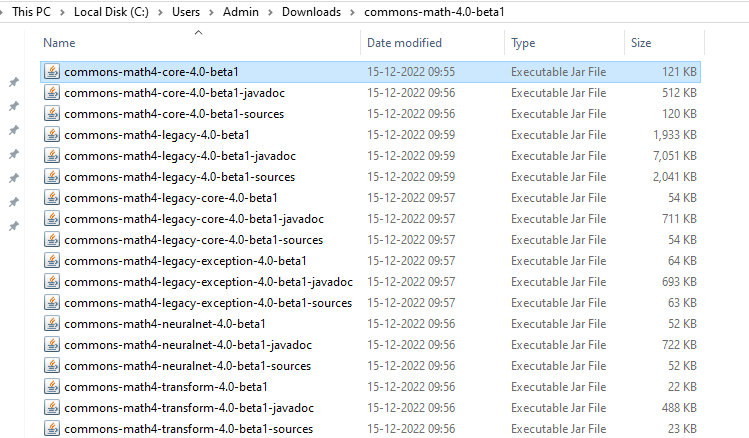 This PC > Local Disk (C:) > Users > Admin > Downloads > commons-math-4.0-beta1
Name Date modified Type Size
commons-math4-core-4.0-beta1 15-12-2022 09:55 Executable Jar File 121 KB
commons-math4-core-4.0-beta1-javadoc 15-12-2022 09:56 Executable Jar File 512 KB
commons-math4-core-4.0-beta1-sources 15-12-2022 09:56 Executable Jar File 120 KB
commons-math4-legacy-4.0-beta1 15-12-2022 09:59 Executable Jar File 1,933 KB
commons-math4-legacy-4.0-beta1-javadoc 15-12-2022 09:59 Executable Jar File 7,051 KB
commons-math4-legacy-4.0-beta1-sources 15-12-2022 09:59 Executable Jar File 2,041 KB
commons-math4-legacy-core-4.0-beta1 15-12-2022 09:57 Executable Jar File 54 KB
commons-math4-legacy-core-4.0-beta1-javadoc 15-12-2022 09:57 Executable Jar File 711 KB
commons-math4-legacy-core-4.0-beta1-sources 15-12-2022 09:57 Executable Jar File 54 KB
commons-math4-legacy-exception-4.0-beta1 15-12-2022 09:57 Executable Jar File 64 KB
commons-math4-legacy-exception-4.0-beta1-javadoc 15-12-2022 09:57 Executable Jar File 693 KB
commons-math4-legacy-exception-4.0-beta1-sources 15-12-2022 09:57 Executable Jar File 63 KB
commons-math4-neuralnet-4.0-beta1 15-12-2022 09:56 Executable Jar File 52 KB
commons-math4-neuralnet-4.0-beta1-javadoc 15-12-2022 09:56 Executable Jar File 722 KB
commons-math4-neuralnet-4.0-beta1-sources 15-12-2022 09:56 Executable Jar File 52 KB
commons-math4-transform-4.0-beta1 15-12-2022 09:56 Executable Jar File 22 KB
commons-math4-transform-4.0-beta1-javadoc 15-12-2022 09:56 Executable Jar File 488 KB
commons-math4-transform-4.0-beta1-sources 15-12-2022 09:56 Executable Jar File 23 KB